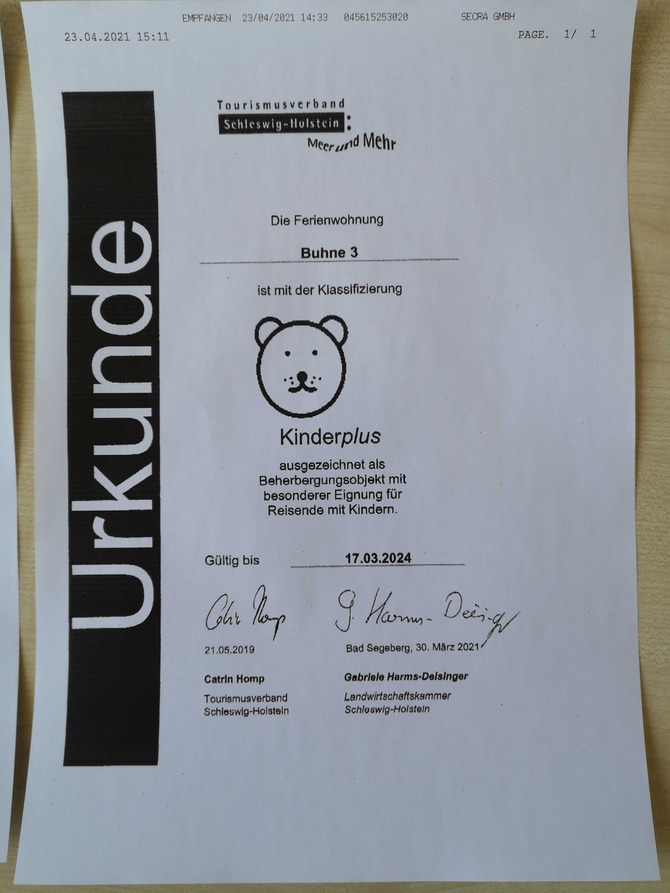 EMPFANGEN 23/04/2021 14:33 045615253020 SECRA GMBH
23.04.2021 15:11 PAGE. 1/ 1
Tourismusverband
Schleswig-Holstein
Meer und Mehr
Urkunde
Die Ferienwohnung
Buhne 3
ist mit der Klassifizierung
Kinderplus
ausgezeichnet als
Beherbergungsobjekt mit
besonderer Eignung für
Reisende mit Kindern.
Gültig bis 17.03.2024
G. Harms-Deisinger
21.05.2019 Bad Segeberg, 30. März 2021
Catrin Homp Gabriele Harms-Deisinger
Tourismusverband Landwirtschaftskammer
Schleswig-Holstein Schleswig-Holstein